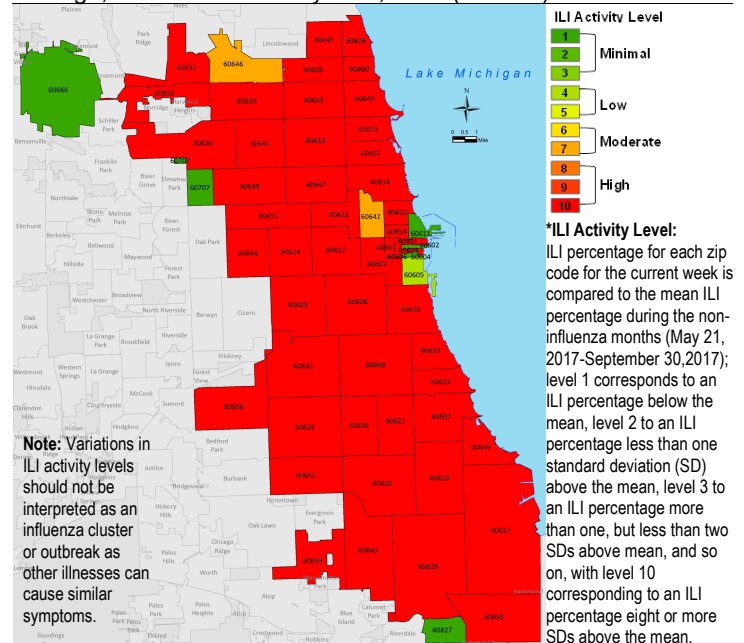 ILI Activity Level
1
2
3
Minimal
4
5
Low
6
7
Moderate
8
9
10
High
*ILI Activity Level:
ILI percentage for each zip
code for the current week is
compared to the mean ILI
percentage during the non-
influenza months (May 21,
2017-September 30,2017);
level 1 corresponds to an
ILI percentage below the
mean, level 2 to an ILI
percentage less than one
standard deviation (SD)
above the mean, level 3 to
an ILI percentage more
than one, but less than two
SDs above mean, and so
on, with level 10
corresponding to an ILI
percentage eight or more
SDs above the mean.
Lake Michigan
N
0 0.5 1
Mile
Park
Ridge
Lincolnwood
60645
60626
60631
60646
60659
60660
60666
60656
Norridge
Harwood
Heights
60630
60625
60640
Schiller
Park
60613
Bensenville
60634
60641
60618
60657
Franklin
Park
60707
River
Grove
Elmwood
Park
60707
60639
60647
60614
Northlake
Stone
Park
Melrose
Park
River
Forest
60651
60622
60642
60610
60611
Elmhurst
Berkeley
Bellwood
Oak Park
60654
60602
Hillside
Maywood
60644
60624
60612
60661
60604
Forest
Park
60607
60605
Westchester
Broadview
North Riverside
Berwyn
Cicero
60623
60608
60616
Oak
Brook
La Grange
Park
Brookfield
Riverside
Stickney
60653
Westmont
Western
Springs
La Grange
Lyons
Forest
View
60632
60609
60615
Hinsdale
McCook
Countryside
Summit
60638
Clarendon
Hills
Hodgkins
60629
60636
60621
60637
Bedford
Park
60649
Justice
Bridgeview
Burbank
60652
60620
60619
60617
Hometown
Hickory
Hills
Evergreen
Park
Oak Lawn
Chicago
Ridge
Palos
Hills
Worth
60655
60643
60628
Alsip
Calumet
Park
Blue
Island
Palos
Park
Palos
Heights
Alsip
60633
Riverdale
60827
Goodings
Orland
Crestwood
Robbins
Note: Variations in
ILI activity levels
should not be
interpreted as an
influenza cluster
or outbreak as
other illnesses can
cause similar
symptoms.